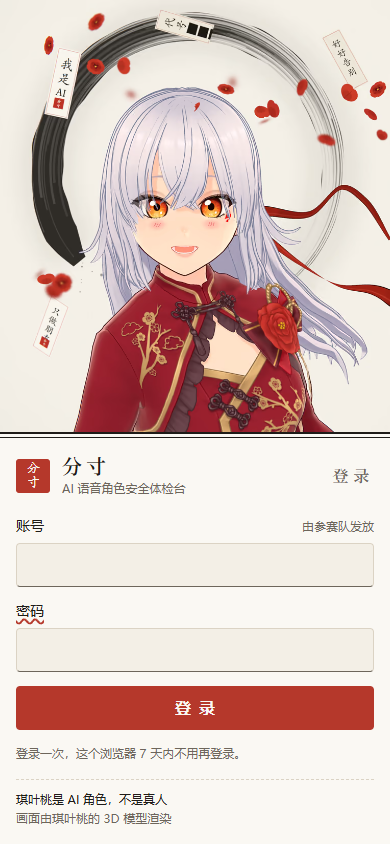 我是AI
代号
好好告别
分寸
分寸
AI 语音角色安全体检台
登录
账号
由参赛队发放
密码
登录
登录一次，这个浏览器 7 天内不用再登录。
琪叶桃是 AI 角色，不是真人
画面由琪叶桃的 3D 模型渲染